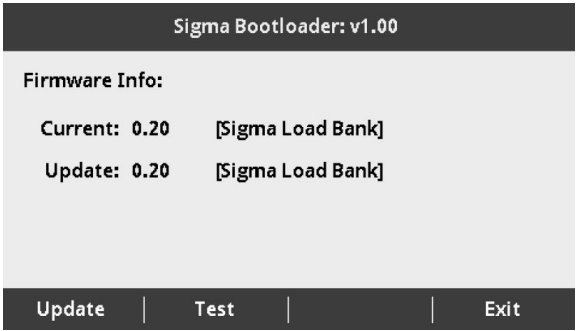 Sigma Bootloader: v1.00
Firmware Info:
Current: 0.20 [Sigma Load Bank]
Update: 0.20 [Sigma Load Bank]
Update Test Exit